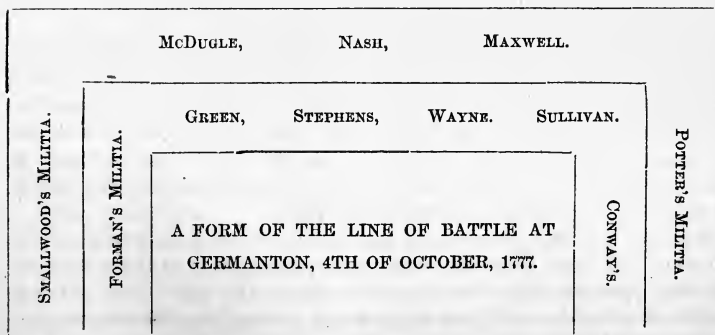 McDugle, Nash, Maxwell.
Green, Stephens, Wayne. Sullivan.
Smallwood's Militia.
Forman's Militia.
A FORM OF THE LINE OF BATTLE AT
GERMANTON, 4TH OF OCTOBER, 1777.
Conway's.
Potter's Militia.